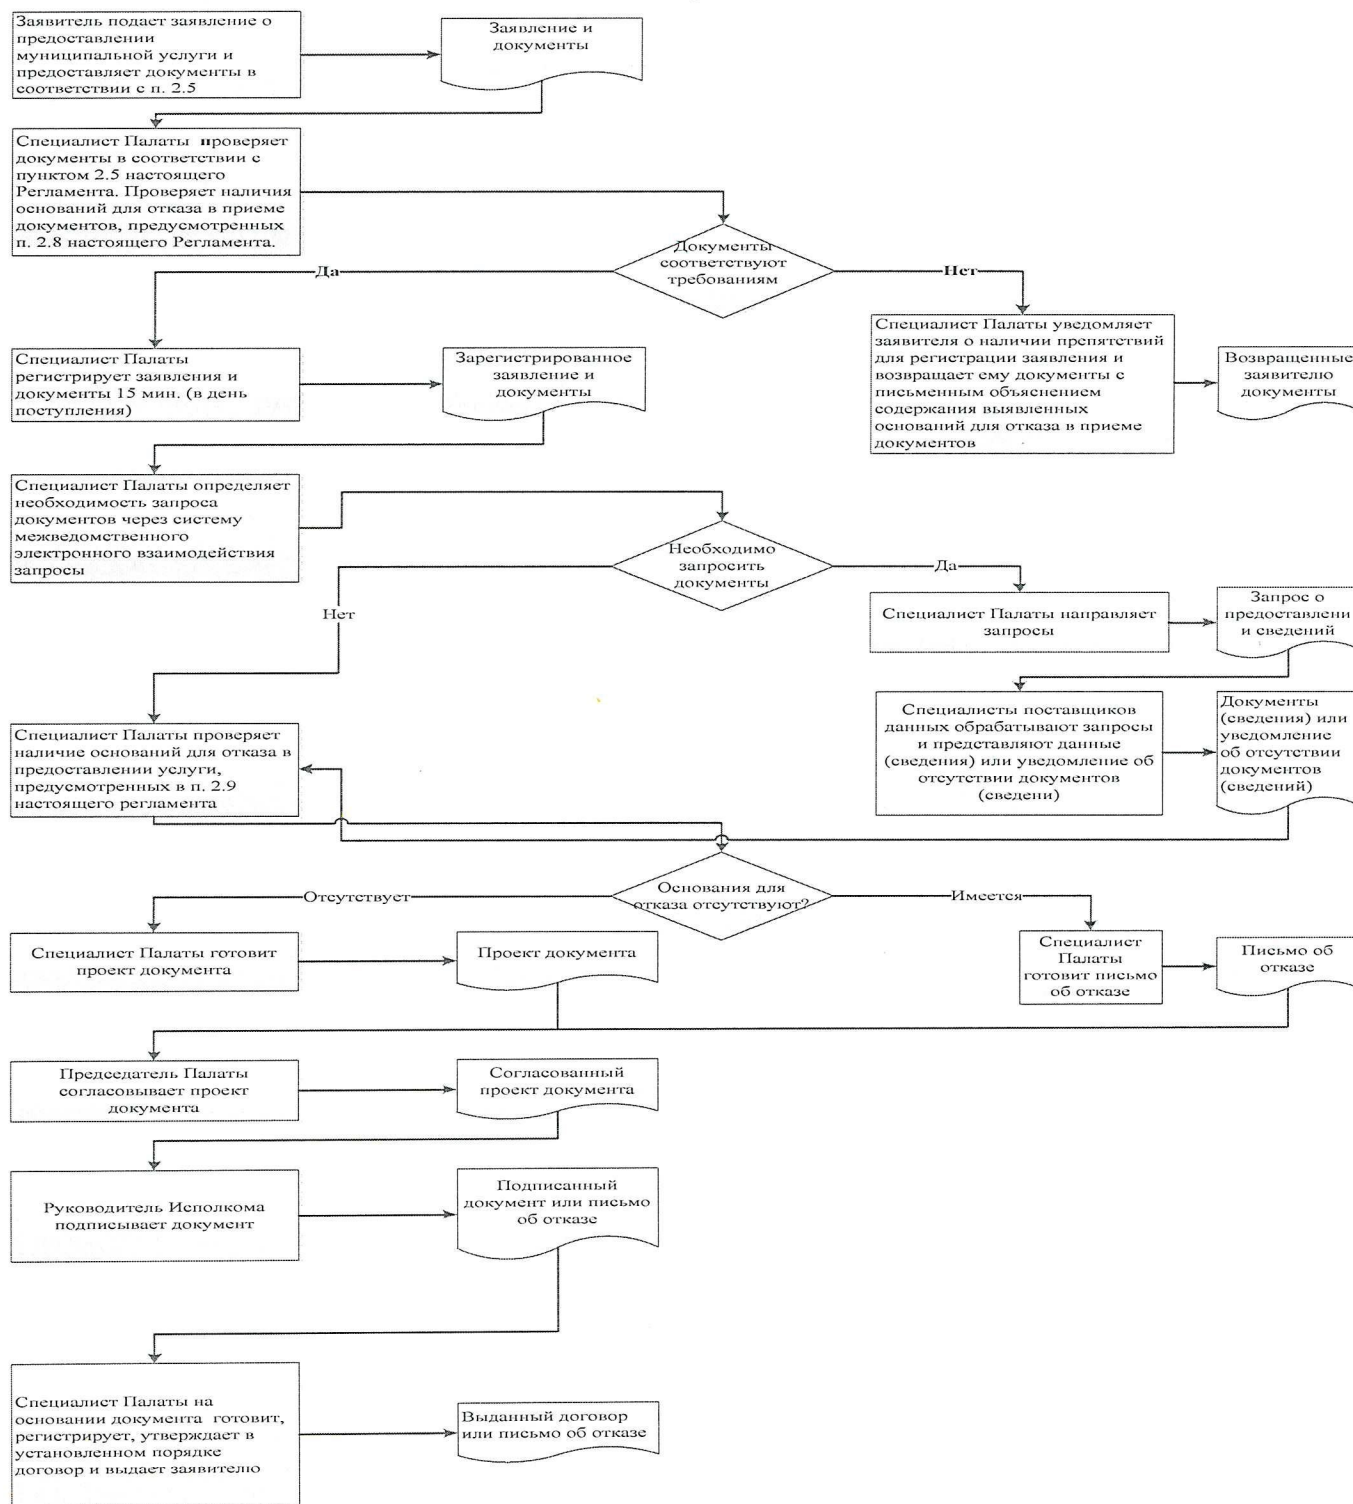 Заявитель подает заявление о
предоставлении
муниципальной услуги и
предоставляет документы в
соответствии с п. 2.5
Заявление и
документы
Специалист Палаты проверяет
документы в соответствии с
пунктом 2.5 настоящего
Регламента. Проверяет наличия
оснований для отказа в приеме
документов, предусмотренных
п. 2.8 настоящего Регламента.
Документы
соответствуют
требованиям
Да
Нет
Специалист Палаты
регистрирует заявления и
документы 15 мин. (в день
поступления)
Зарегистрированное
заявление и
документы
Специалист Палаты уведомляет
заявителя о наличии препятствий
для регистрации заявления и
возвращает ему документы с
письменным объяснением
содержания выявленных
оснований для отказа в приеме
документов
Возвращенные
заявителю
документы
Специалист Палаты определяет
необходимость запроса
документов через систему
межведомственного
электронного взаимодействия
запросы
Необходимо
запросить
документы
Да
Нет
Специалист Палаты направляет
запросы
Запрос о
предоставлени
и сведений
Специалисты поставщиков
данных обрабатывают запросы
и представляют данные
(сведения) или уведомление об
отсутствии документов
(сведени)
Документы
(сведения) или
уведомление
об отсутствии
документов
(сведений)
Специалист Палаты проверяет
наличие оснований для отказа в
предоставлении услуги,
предусмотренных в п. 2.9
настоящего регламента
Основания для
отказа отсутствуют?
Отсутствует
Имеется
Специалист Палаты готовит
проект документа
Проект документа
Специалист
Палаты
готовит письмо
об отказе
Письмо об
отказе
Председатель Палаты
согласовывает проект
документа
Согласованный
проект документа
Руководитель Исполкома
подписывает документ
Подписанный
документ или письмо
об отказе
Специалист Палаты на
основании документа готовит,
регистрирует, утверждает в
установленном порядке
договор и выдает заявителю
Выданный договор
или письмо об отказе